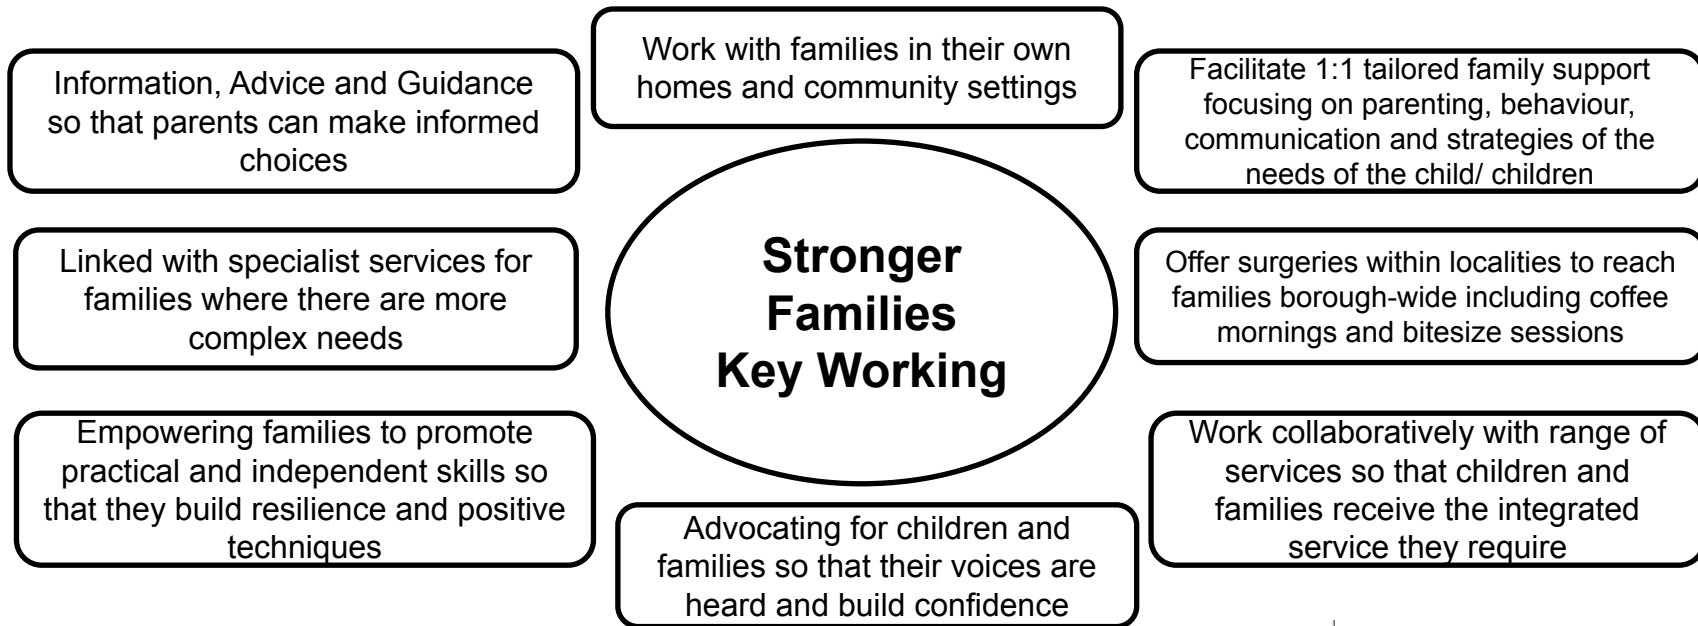 Work with families in their own
homes and community settings
Information, Advice and Guidance
so that parents can make informed
choices
Facilitate 1:1 tailored family support
focusing on parenting, behaviour,
communication and strategies of the
needs of the child/ children
Stronger
Families
Key Working
Linked with specialist services for
families where there are more
complex needs
Offer surgeries within localities to reach
families borough-wide including coffee
mornings and bitesize sessions
Empowering families to promote
practical and independent skills so
that they build resilience and positive
techniques
Work collaboratively with range of
services so that children and
families receive the integrated
service they require
Advocating for children and
families so that their voices are
heard and build confidence